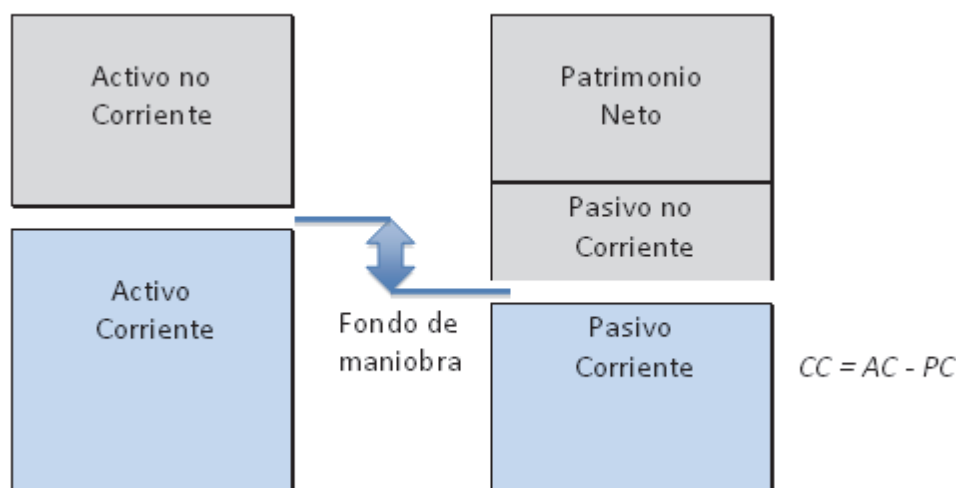 Activo no
Corriente
Patrimonio
Neto
Pasivo no
Corriente
Activo
Corriente
Fondo de
maniobra
Pasivo
Corriente
CC = AC - PC